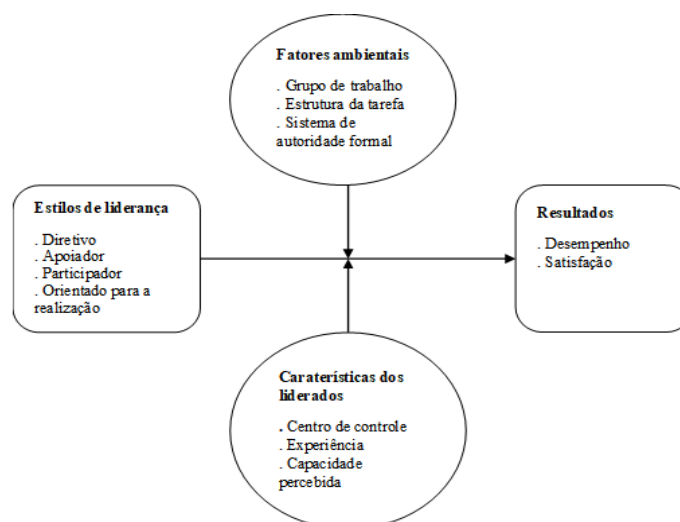 Fatores ambientais
. Grupo de trabalho
. Estrutura da tarefa
. Sistema de
autoridade formal
Estilos de liderança
. Diretivo
. Apoiador
. Participador
. Orientado para a
realização
Resultados
. Desempenho
. Satisfação
Caraterísticas dos
liderados
. Centro de controle
. Experiência
. Capacidade
percebida